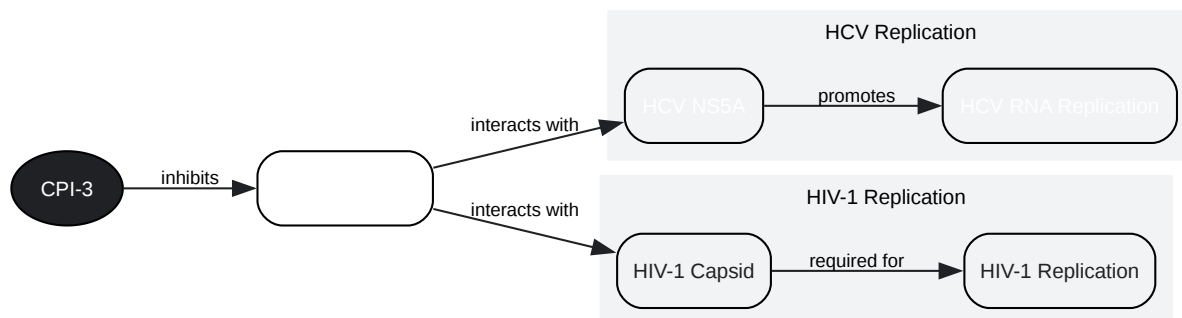 HCV Replication
HCV NS5A
promotes
HCV RNA Replication
interacts with
CPI-3
inhibits
HIV-1 Replication
interacts with
HIV-1 Capsid
required for
HIV-1 Replication